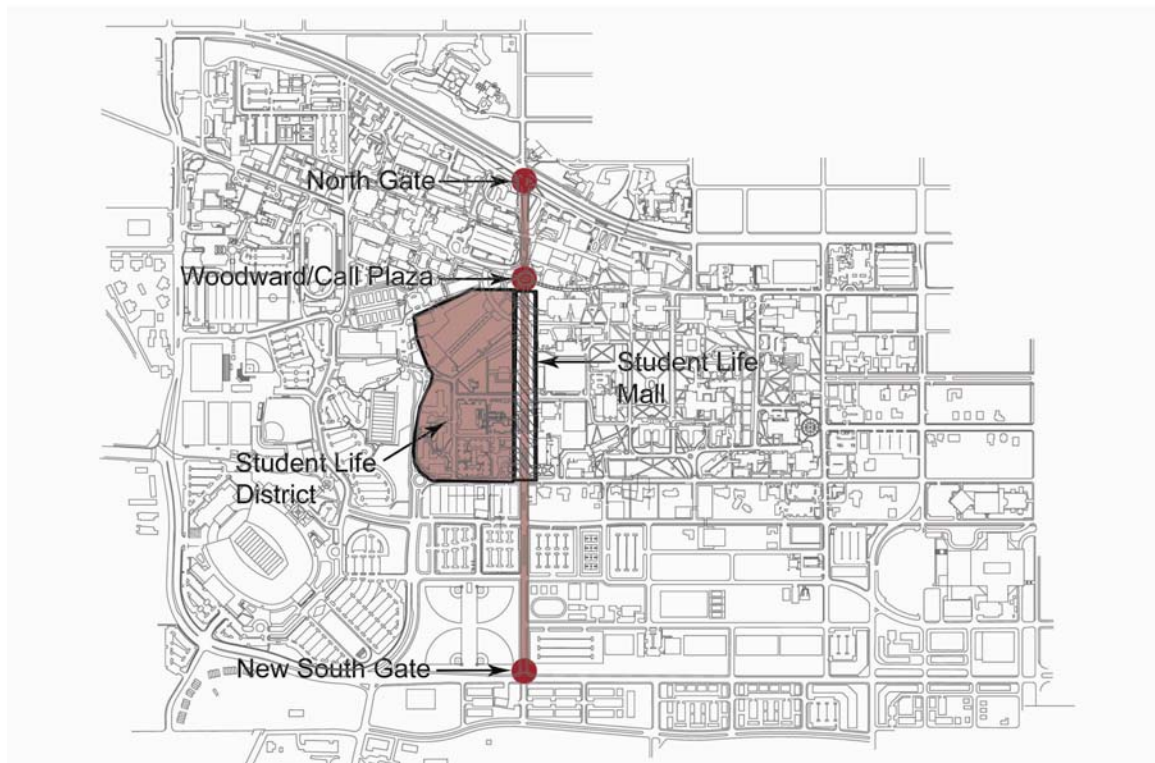 North Gate
Woodward/Call Plaza
Student Life
Mall
Student Life
District
New South Gate